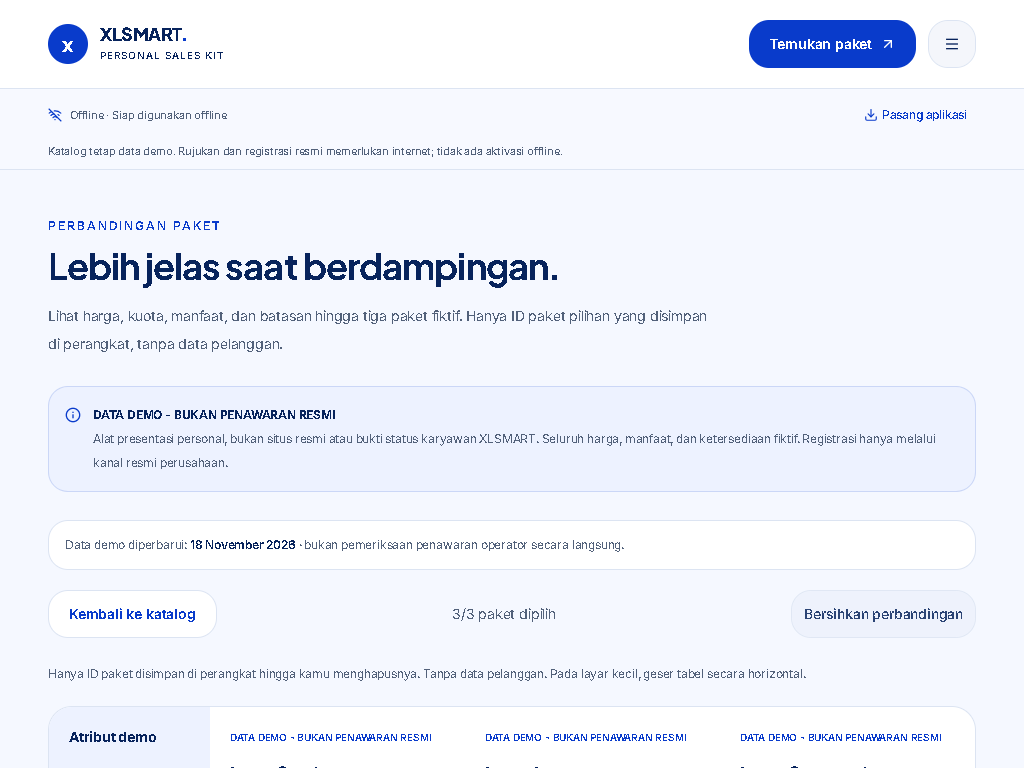 X
XLSMART.
PERSONAL SALES KIT
Temukan paket
Offline · Siap digunakan offline
Pasang aplikasi
Katalog tetap data demo. Rujukan dan registrasi resmi memerlukan internet; tidak ada aktivasi offline.
PERBANDINGAN PAKET
Lebih jelas saat berdampingan.
Lihat harga, kuota, manfaat, dan batasan hingga tiga paket fiktif. Hanya ID paket pilihan yang disimpan
di perangkat, tanpa data pelanggan.
DATA DEMO - BUKAN PENAWARAN RESMI
Alat presentasi personal, bukan situs resmi atau bukti status karyawan XLSMART. Seluruh harga, manfaat, dan ketersediaan fiktif. Registrasi hanya melalui
kanal resmi perusahaan.
Data demo diperbarui: 18 November 2026 · bukan pemeriksaan penawaran operator secara langsung.
Kembali ke katalog
3/3 paket dipilih
Bersihkan perbandingan
Hanya ID paket disimpan di perangkat hingga kamu menghapusnya. Tanpa data pelanggan. Pada layar kecil, geser tabel secara horizontal.
Atribut demo
DATA DEMO - BUKAN PENAWARAN RESMI
DATA DEMO - BUKAN PENAWARAN RESMI
DATA DEMO - BUKAN PENAWARAN RESMI